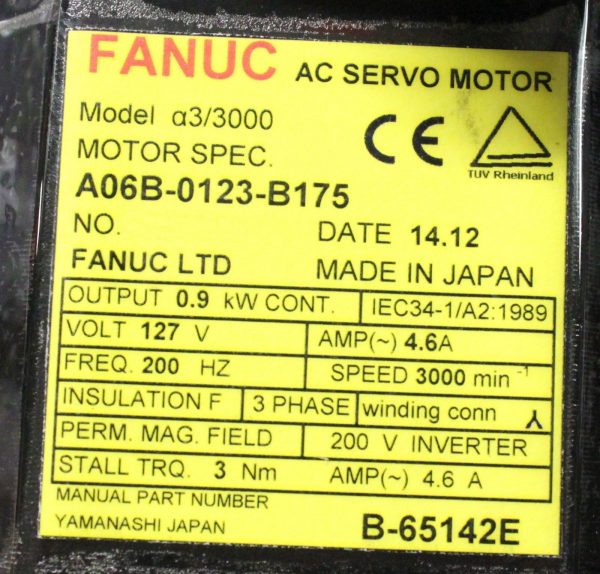 FANUC AC SERVO MOTOR
Model α3/3000
MOTOR SPEC.
CE
TUV Rheinland
A06B-0123-B175
NO. DATE 14.12
FANUC LTD MADE IN JAPAN
OUTPUT 0.9 kW CONT. IEC34-1/A2:1989
VOLT 127 V AMP(~) 4.6A
FREQ. 200 HZ SPEED 3000 min⁻¹
INSULATION F 3 PHASE winding conn
PERM. MAG. FIELD 200 V INVERTER
STALL TRQ. 3 Nm AMP(~) 4.6 A
MANUAL PART NUMBER
YAMANASHI JAPAN B-65142E